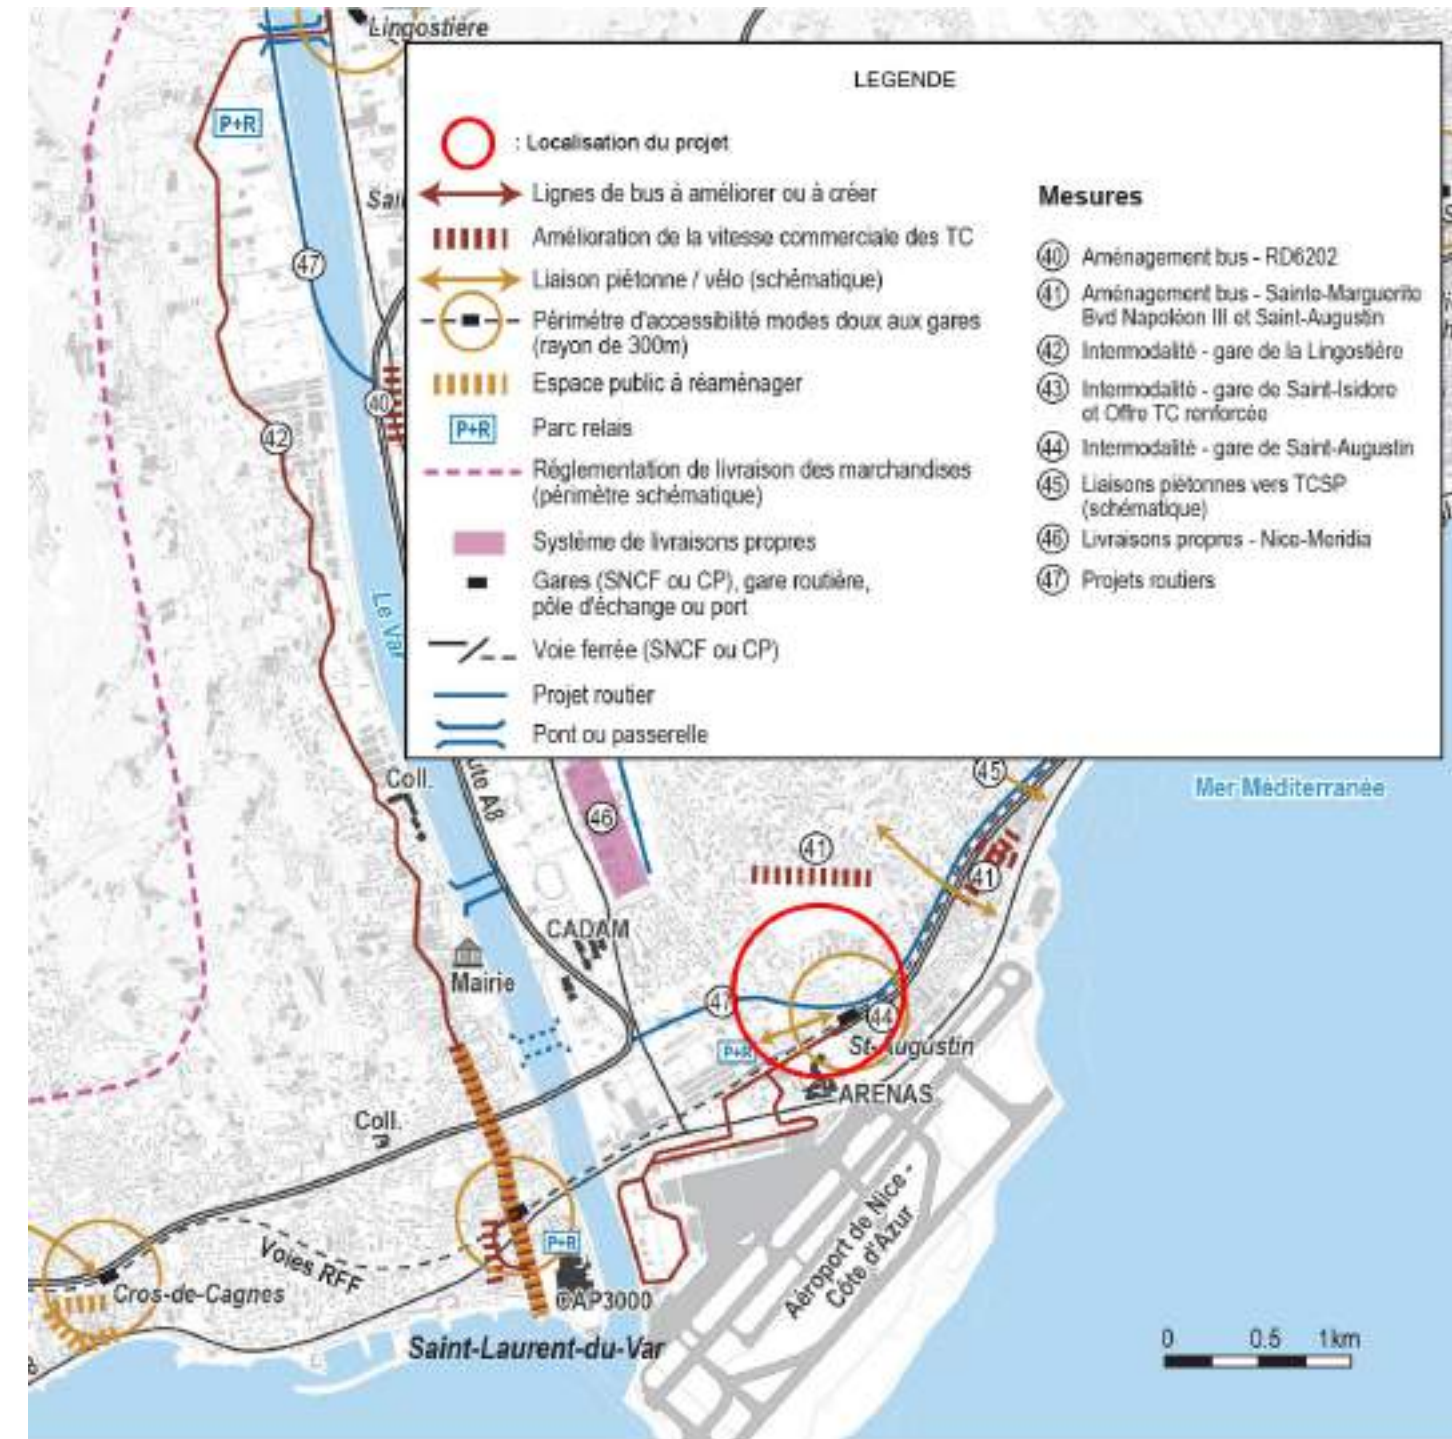 Lingostière
LEGENDE
: Localisation du projet
Lignes de bus à améliorer ou à créer
Amélioration de la vitesse commerciale des TC
Liaison piétonne / vélo (schématique)
Périmètre d'accessibilité modes doux aux gares
(rayon de 300m)
Espace public à réaménager
P+R Parc relais
Réglementation de livraison des marchandises
(périmètre schématique)
Système de livraisons propres
Gares (SNCF ou CP), gare routière,
pôle d'échange ou port
Voie ferrée (SNCF ou CP)
Projet routier
Pont ou passerelle
Mesures
40 Aménagement bus - RD6202
41 Aménagement bus - Sainte-Marguerite
Bvd Napoléon III et Saint-Augustin
42 Intermodalité - gare de la Lingostière
43 Intermodalité - gare de Saint-Isidore
et Offre TC renforcée
44 Intermodalité - gare de Saint-Augustin
45 Liaisons piétonnes vers TCSP
(schématique)
46 Livraisons propres - Nice-Meridia
47 Projets routiers
P+R
Sai
47
40
42
Le Var
Coll.
ute A8
46
45
Mer Méditerranée
41
41
CADAM
Mairie
47
44
P+R
St-Augustin
ARENAS
Coll.
Voies RFF
P+R
Cros-de-Cagnes
CAP3000
Saint-Laurent-du-Var
Aéroport de Nice -
Côte d'Azur
0 0.5 1km